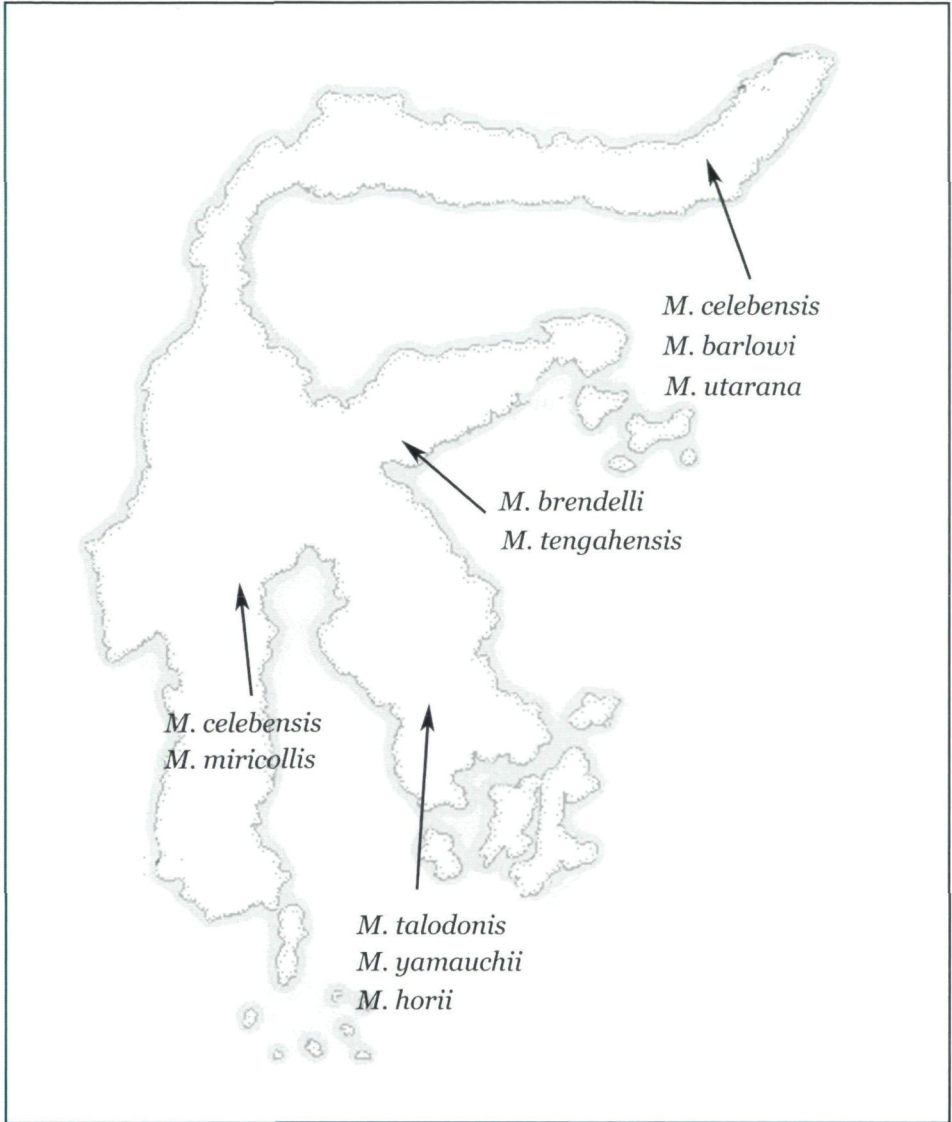 M. celebensis
M. barlowi
M. utarana
M. brendelli
M. tengahensis
M. celebensis
M. miricollis
M. talodonis
M. yamauchii
M. horii